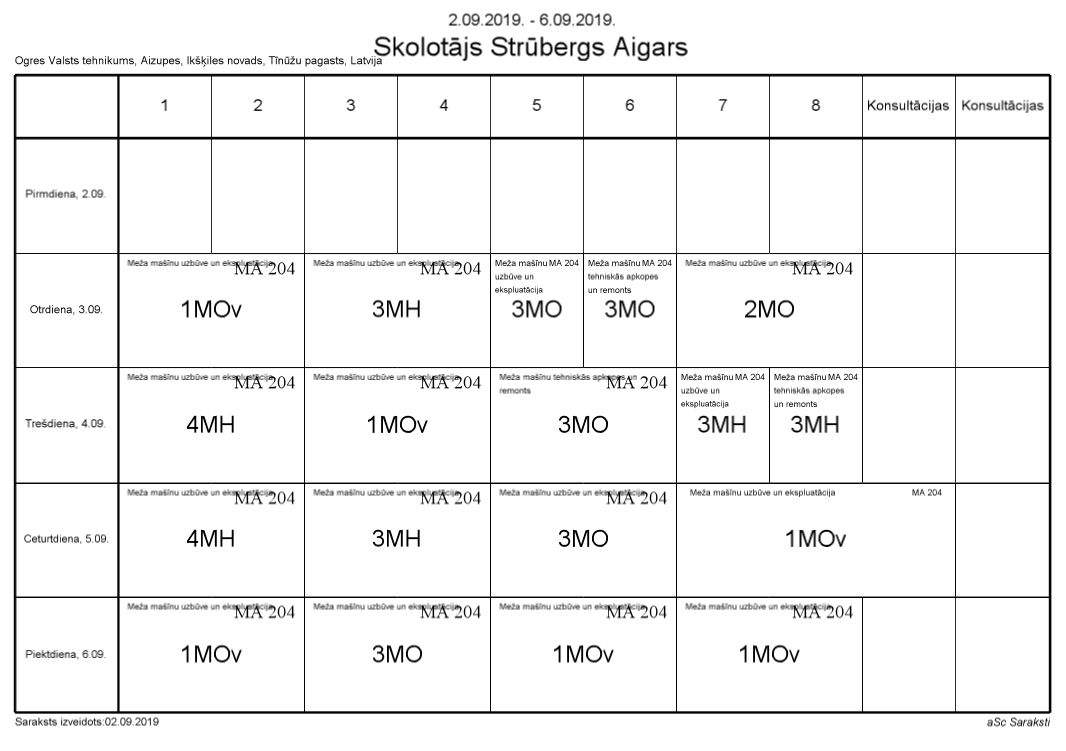 2.09.2019. - 6.09.2019.
Skolotājs Strūbergs Aigars
Ogres Valsts tehnikums, Aizupes, Ikšķiles novads, Tīnūžu pagasts, Latvija
1 2 3 4 5 6 7 8 Konsultācijas Konsultācijas
Pirmdiena, 2.09.
Otrdiena, 3.09.
Meža mašīnu uzbūve un ekspluatācija MA 204
1MOv
Meža mašīnu uzbūve un ekspluatācija MA 204
3MH
Meža mašīnu MA 204
uzbūve un
ekspluatācija
3MO
Meža mašīnu MA 204
tehniskās apkopes
un remonts
3MO
Meža mašīnu uzbūve un ekspluatācija MA 204
2MO
Trešdiena, 4.09.
Meža mašīnu uzbūve un ekspluatācija MA 204
4MH
Meža mašīnu uzbūve un ekspluatācija MA 204
1MOv
Meža mašīnu tehniskās apkopes un MA 204
remonts
3MO
Meža mašīnu MA 204
uzbūve un
ekspluatācija
3MH
Meža mašīnu MA 204
tehniskās apkopes
un remonts
3MH
Ceturtdiena, 5.09.
Meža mašīnu uzbūve un ekspluatācija MA 204
4MH
Meža mašīnu uzbūve un ekspluatācija MA 204
3MH
Meža mašīnu uzbūve un ekspluatācija MA 204
3MO
Meža mašīnu uzbūve un ekspluatācija MA 204
1MOv
Piektdiena, 6.09.
Meža mašīnu uzbūve un ekspluatācija MA 204
1MOv
Meža mašīnu uzbūve un ekspluatācija MA 204
3MO
Meža mašīnu uzbūve un ekspluatācija MA 204
1MOv
Meža mašīnu uzbūve un ekspluatācija MA 204
1MOv
Saraksts izveidots:02.09.2019
aSc Saraksti